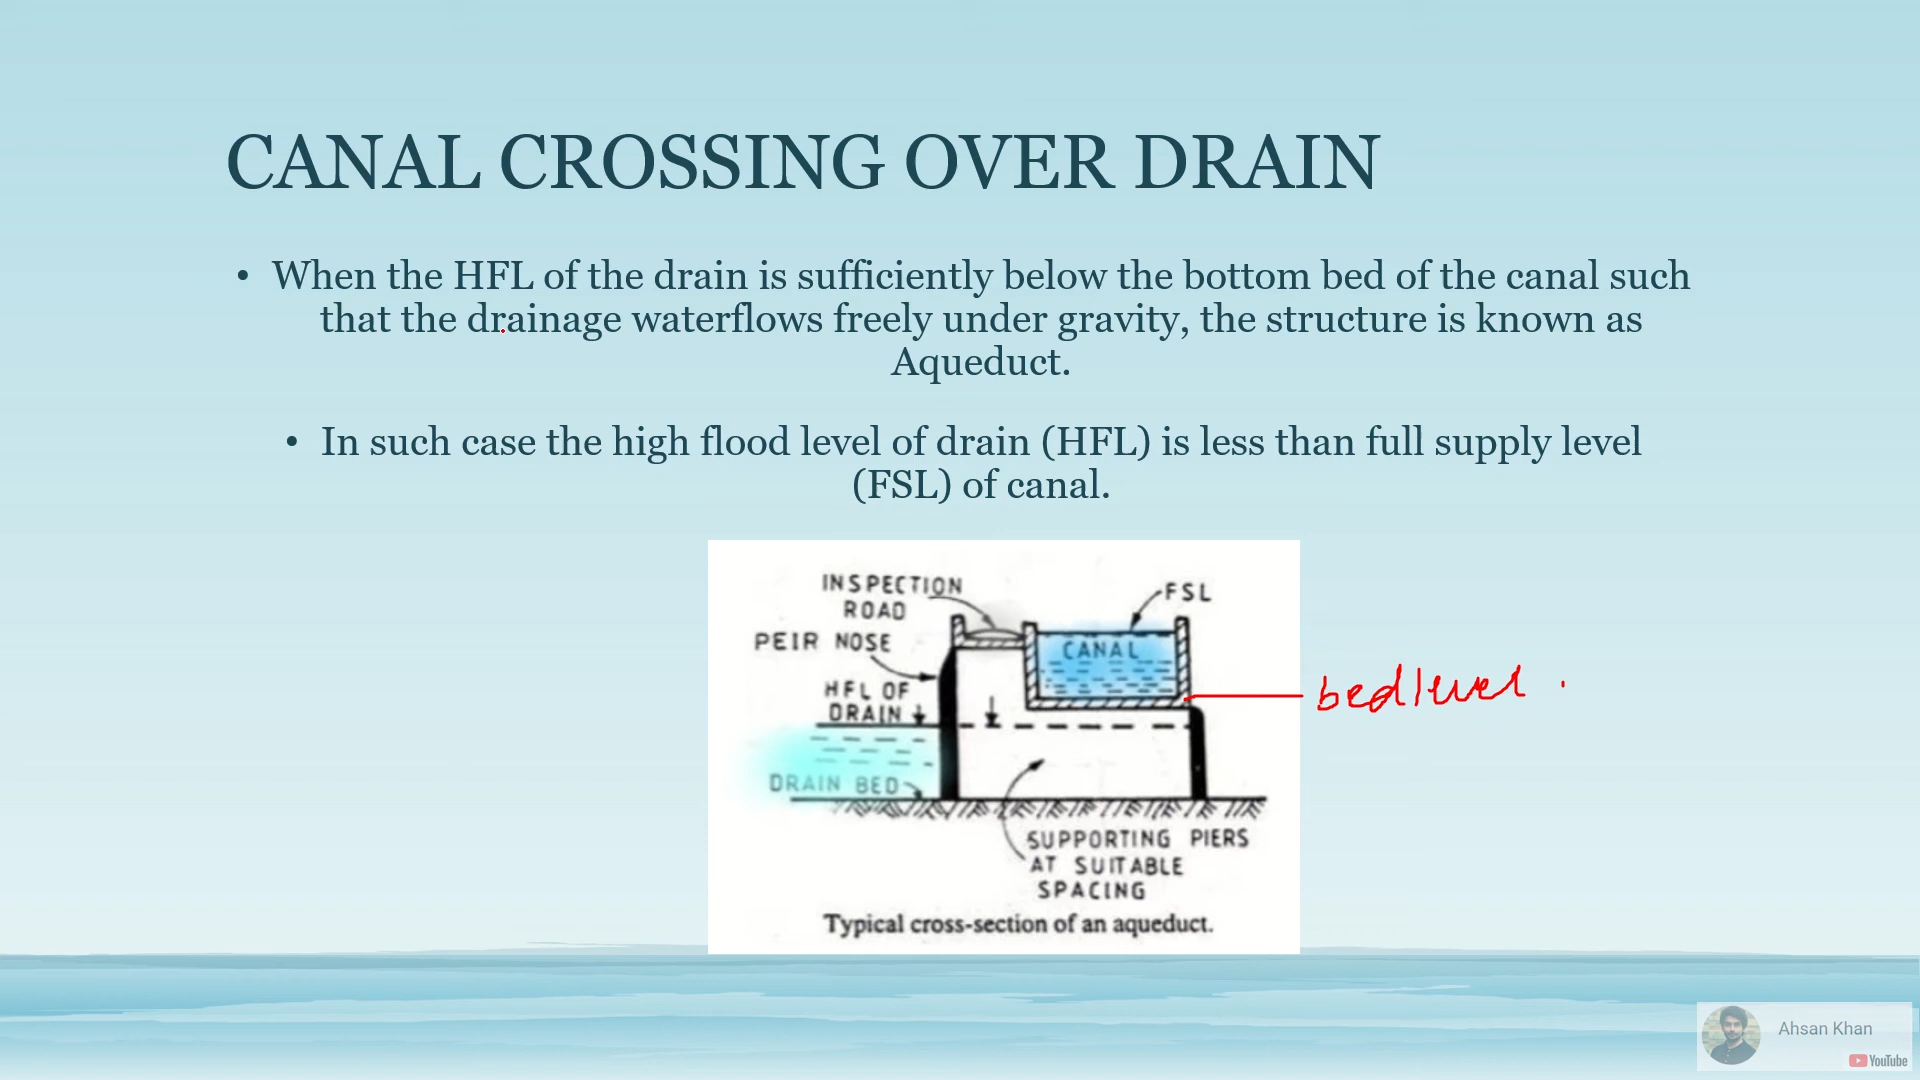 CANAL CROSSING OVER DRAIN
• When the HFL of the drain is sufficiently below the bottom bed of the canal such
that the drainage waterflows freely under gravity, the structure is known as
Aqueduct.
• In such case the high flood level of drain (HFL) is less than full supply level
(FSL) of canal.
INSPECTION
ROAD
FSL
PEIR NOSE
CANAL
HFL OF
DRAIN
bed level .
DRAIN BED
SUPPORTING PIERS
AT SUITABLE
SPACING
Typical cross-section of an aqueduct.
Ahsan Khan
YouTube